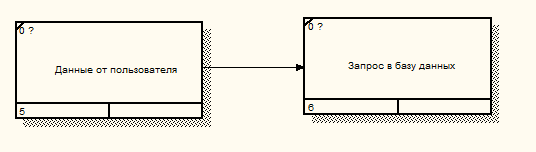 0 ?
Данные от пользователя
5
0 ?
Запрос в базу данных
6